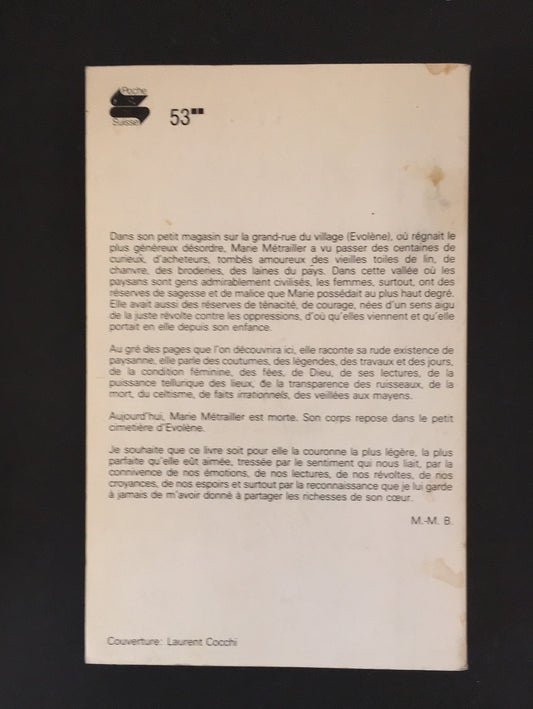 Poche
Suisse
53
Dans son petit magasin sur la grand-rue du village (Evolène), où régnait le
plus généreux désordre, Marie Métrailler a vu passer des centaines de
curieux, d'acheteurs, tombés amoureux des vieilles toiles de lin, de
chanvre, des broderies, des laines du pays. Dans cette vallée où les
paysans sont gens admirablement civilisés, les femmes, surtout, ont des
réserves de sagesse et de malice que Marie possédait au plus haut degré.
Elle avait aussi des réserves de ténacité, de courage, nées d'un sens aigu
de la juste révolte contre les oppressions, d'où qu'elles viennent et qu'elle
portait en elle depuis son enfance.
Au gré des pages que l'on découvrira ici, elle raconte sa rude existence de
paysanne, elle parle des coutumes, des légendes, des travaux et des jours,
de la condition féminine, des fées, de Dieu, de ses lectures, de la
puissance tellurique des lieux, de la transparence des ruisseaux, de la
mort, du celtisme, de faits irrationnels, des veillées aux mayens.
Aujourd'hui, Marie Métrailler est morte. Son corps repose dans le petit
cimetière d'Evolène.
Je souhaite que ce livre soit pour elle la couronne la plus légère, la plus
parfaite qu'elle eût aimée, tressée par le sentiment qui nous liait, par la
connivence de nos émotions, de nos lectures, de nos révoltes, de nos
croyances, de nos espoirs et surtout par la reconnaissance que je lui garde
à jamais de m'avoir donné à partager les richesses de son cœur.
M.-M. B.
Couverture: Laurent Cocchi